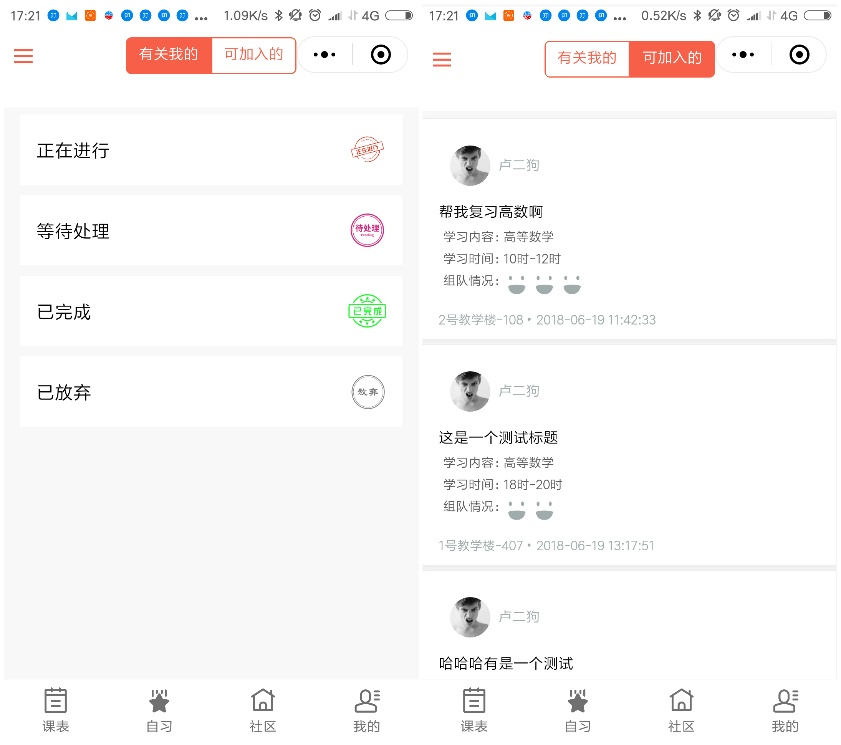 17:21
1.09K/s
4G
有关我的
可加入的
正在进行
正在进行
等待处理
待处理
已完成
已完成
已放弃
放弃
课表
自习
社区
我的
17:21
0.52K/s
4G
有关我的
可加入的
卢二狗
帮我复习高数啊
学习内容：高等数学
学习时间：10时-12时
组队情况：
2号教学楼-108 • 2018-06-19 11:42:33
卢二狗
这是一个测试标题
学习内容：高等数学
学习时间：18时-20时
组队情况：
1号教学楼-407 • 2018-06-19 13:17:51
卢二狗
哈哈哈有是一个测试
课表
自习
社区
我的